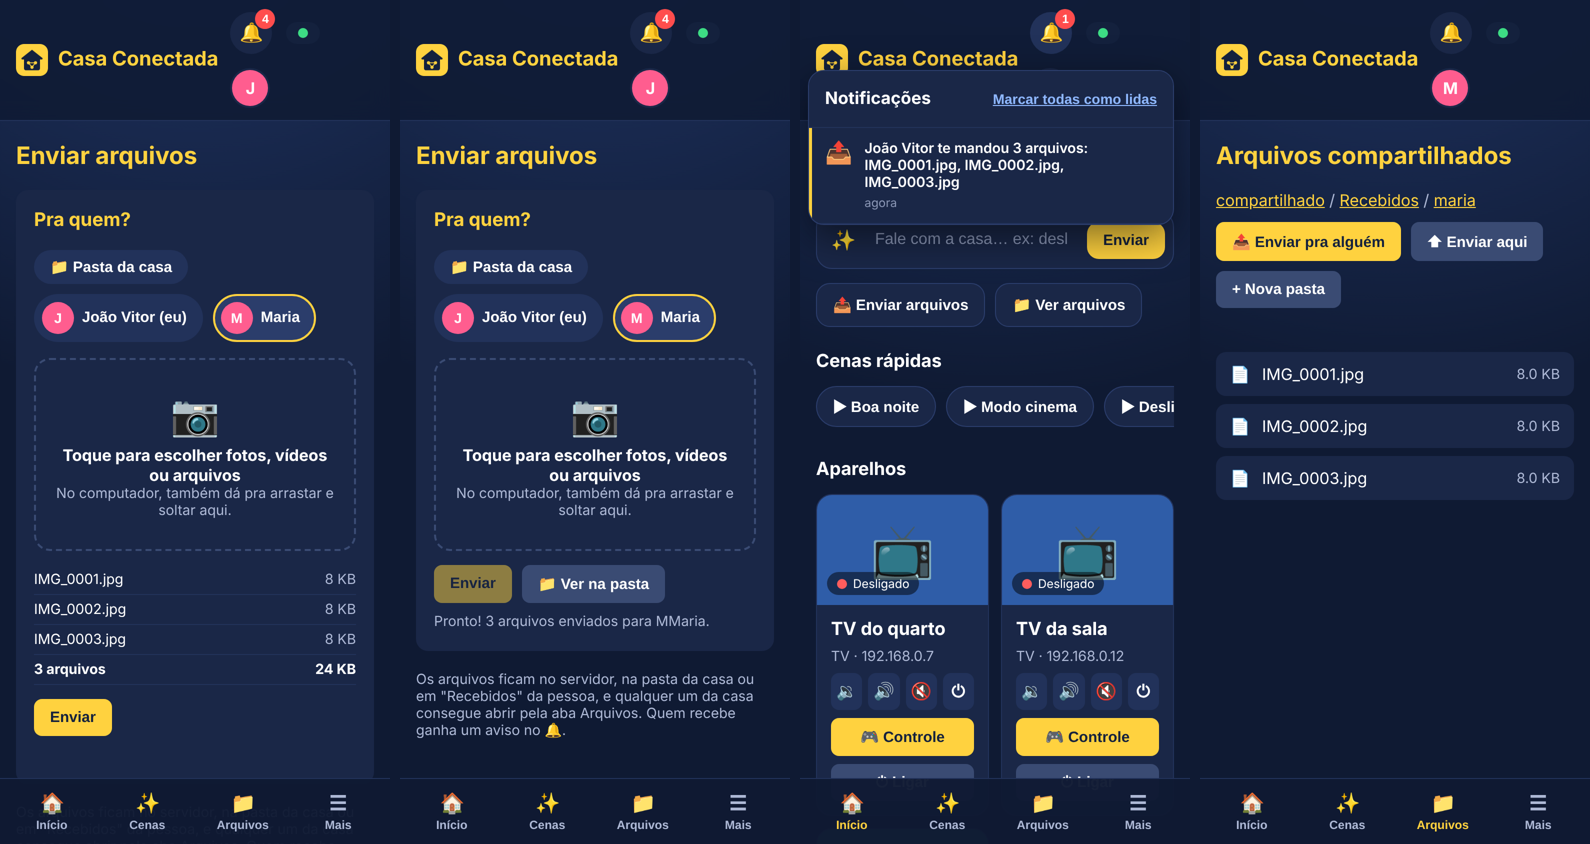 4
Casa Conectada
J
Enviar arquivos
Pra quem?
Pasta da casa
J João Vitor (eu)
M Maria
Toque para escolher fotos, vídeos
ou arquivos
No computador, também dá pra arrastar e
soltar aqui.
IMG_0001.jpg 8 KB
IMG_0002.jpg 8 KB
IMG_0003.jpg 8 KB
3 arquivos 24 KB
Enviar
Início Cenas Arquivos Mais
4
Casa Conectada
J
Enviar arquivos
Pra quem?
Pasta da casa
J João Vitor (eu)
M Maria
Toque para escolher fotos, vídeos
ou arquivos
No computador, também dá pra arrastar e
soltar aqui.
Enviar Ver na pasta
Pronto! 3 arquivos enviados para MMaria.
Os arquivos ficam no servidor, na pasta da casa ou
em "Recebidos" da pessoa, e qualquer um da casa
consegue abrir pela aba Arquivos. Quem recebe
ganha um aviso no 🔔.
Início Cenas Arquivos Mais
1
Casa Conectada
Notificações Marcar todas como lidas
João Vitor te mandou 3 arquivos:
IMG_0001.jpg, IMG_0002.jpg,
IMG_0003.jpg
agora
Fale com a casa... ex: desl Enviar
Enviar arquivos Ver arquivos
Cenas rápidas
Boa noite Modo cinema Desli
Aparelhos
Desligado Desligado
TV do quarto TV da sala
TV · 192.168.0.7 TV · 192.168.0.12
Controle Controle
Início Cenas Arquivos Mais
Casa Conectada
M
Arquivos compartilhados
compartilhado / Recebidos / maria
Enviar pra alguém Enviar aqui
+ Nova pasta
IMG_0001.jpg 8.0 KB
IMG_0002.jpg 8.0 KB
IMG_0003.jpg 8.0 KB
Início Cenas Arquivos Mais